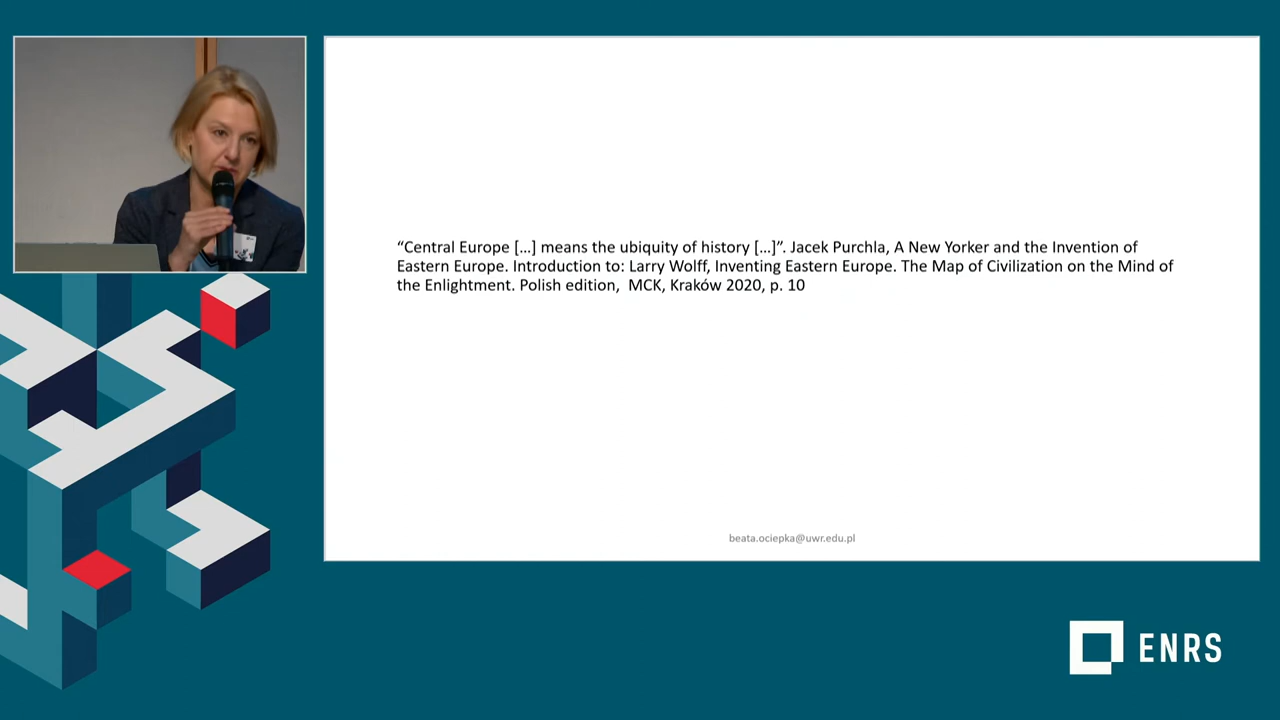 “Central Europe […] means the ubiquity of history […]”. Jacek Purchla, A New Yorker and the Invention of
Eastern Europe. Introduction to: Larry Wolff, Inventing Eastern Europe. The Map of Civilization on the Mind of
the Enlightment. Polish edition,  MCK, Kraków 2020, p. 10
beata.ociepka@uwr.edu.pl
ENRS